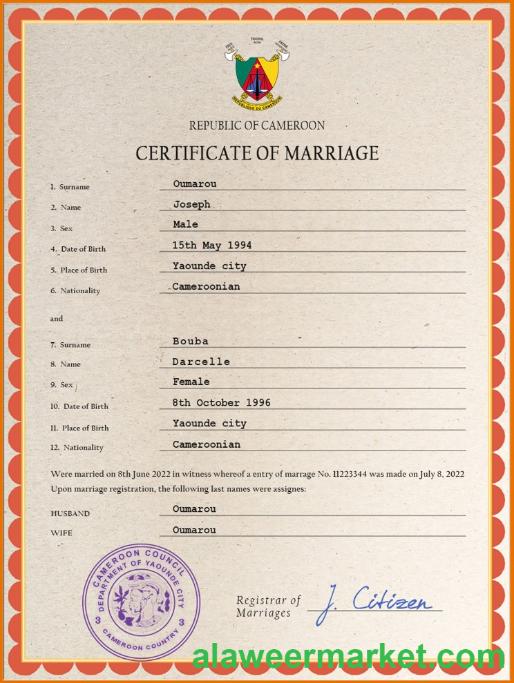 REPUBLIQUE DU CAMEROON
REPUBLIC OF CAMEROON
CERTIFICATE OF MARRIAGE
1. Surname Oumarou
2. Name Joseph
3. Sex Male
4. Date of Birth 15th May 1994
5. Place of Birth Yaounde city
6. Nationality Cameroonian
and
7. Surname Bouba
8. Name Darcelle
9. Sex Female
10. Date of Birth 8th October 1996
11. Place of Birth Yaounde city
12. Nationality Cameroonian
Were married on 8th June 2022 in witness whereof a entry of marrage No. 11223344 was made on July 8, 2022
Upon marriage registration, the following last names were assignes:
HUSBAND Oumarou
WIFE Oumarou
CAMEROON COUNCIL
DEPARTMENT OF YAOUNDE CITY
3 3
CAMEROON COUNTRY
Registrar of
Marriages J. Citizen
alaweermarket.com